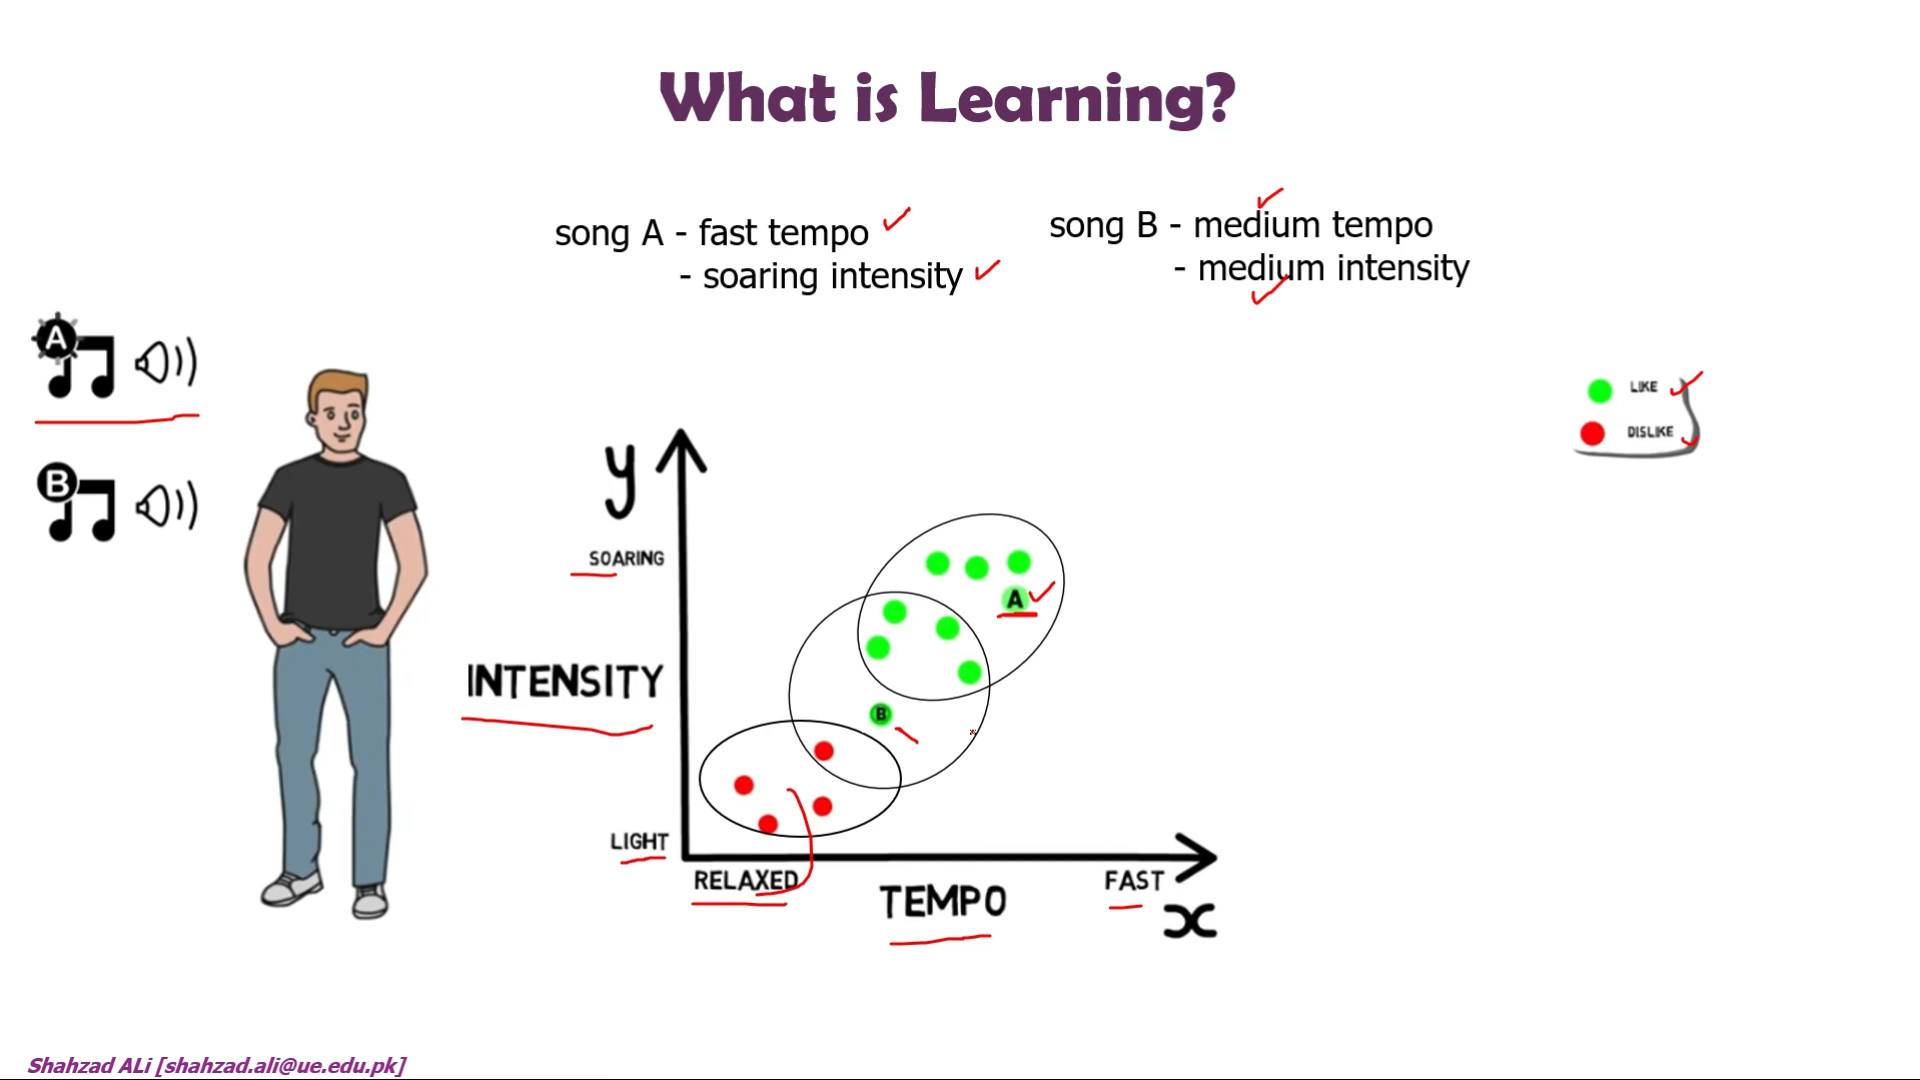 What is Learning?
song A - fast tempo
- soaring intensity
song B - medium tempo
- medium intensity
A
B
LIKE
DISLIKE
y
SOARING
A
INTENSITY
B
LIGHT
RELAXED
FAST
TEMPO
x
Shahzad ALi [shahzad.ali@ue.edu.pk]